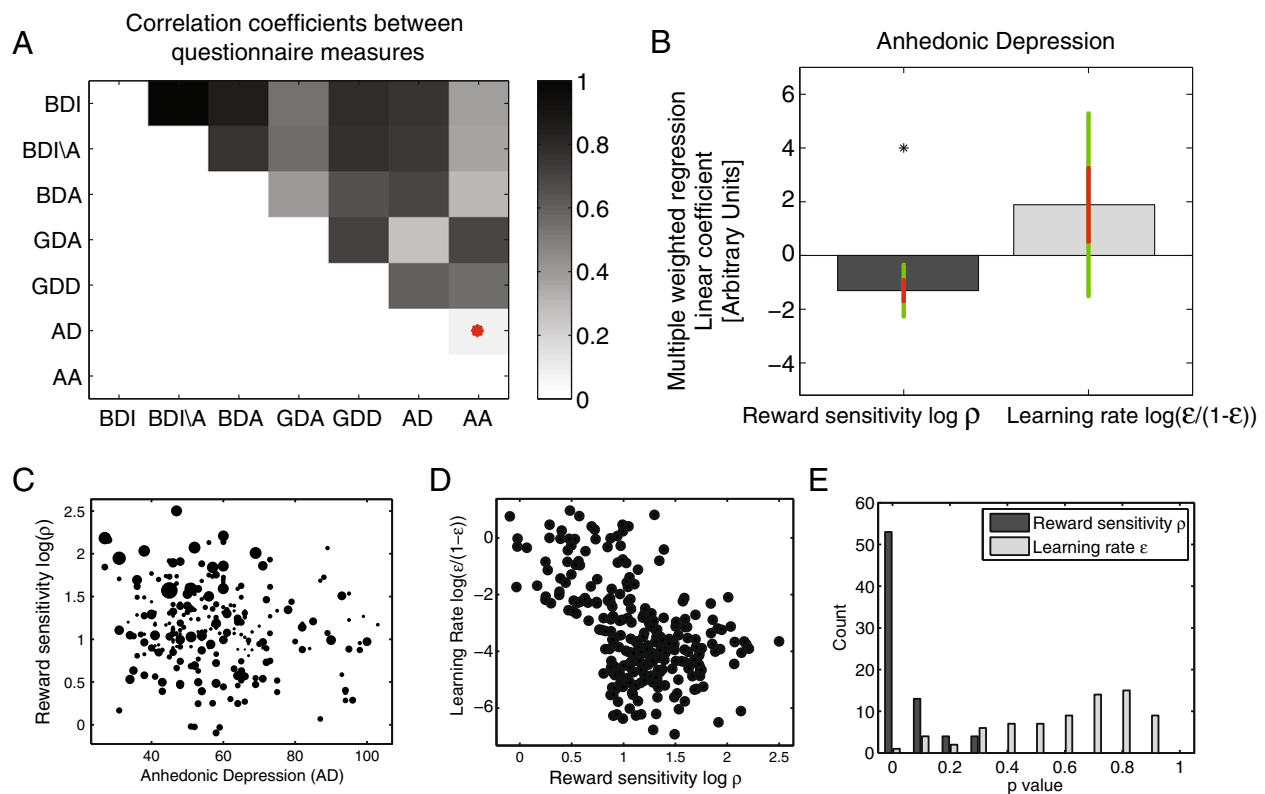 A
Correlation coefficients between
questionnaire measures
BDI
BDI\A
BDA
GDA
GDD
AD
AA
BDI BDI\A BDA GDA GDD AD AA
1
0.8
0.6
0.4
0.2
0
B
Anhedonic Depression
Multiple weighted regression
Linear coefficient
[Arbitrary Units]
6
4
2
0
−2
−4
*
Reward sensitivity log ρ
Learning rate log(ε/(1-ε))
C
Reward sensitivity log(ρ)
2.5
2
1.5
1
0.5
0
40 60 80 100
Anhedonic Depression (AD)
D
Learning Rate log(ε/(1−ε))
0
−2
−4
−6
0 0.5 1 1.5 2 2.5
Reward sensitivity log ρ
E
Count
60
50
40
30
20
10
0
0 0.2 0.4 0.6 0.8 1
p value
Reward sensitivity ρ
Learning rate ε